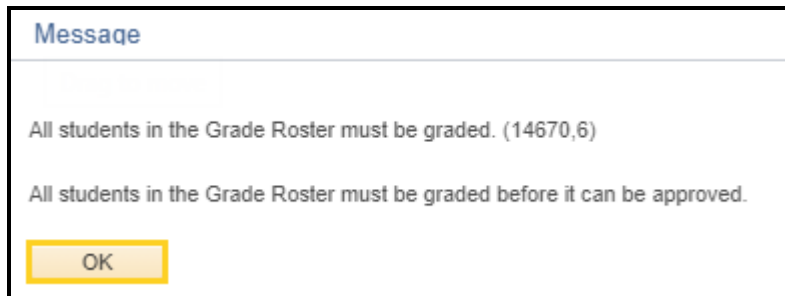 Message
All students in the Grade Roster must be graded. (14670,6)
All students in the Grade Roster must be graded before it can be approved.
OK